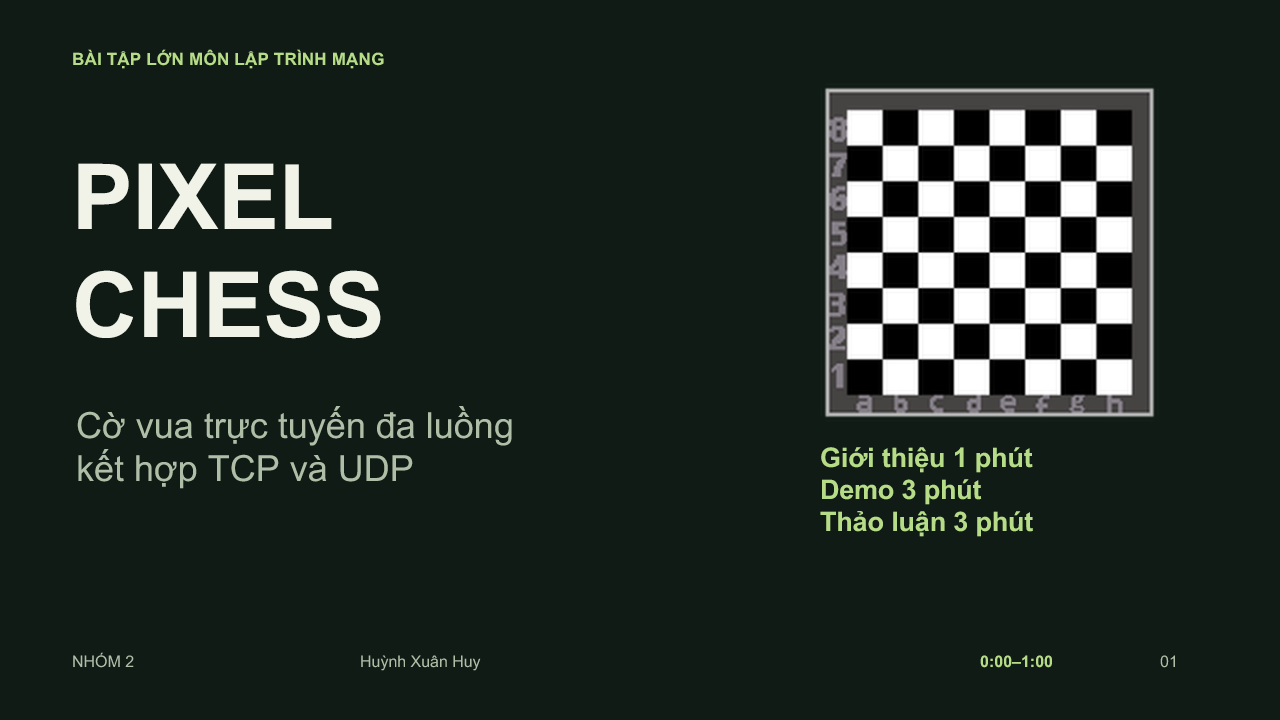 BÀI TẬP LỚN MÔN LẬP TRÌNH MẠNG
PIXEL
CHESS
Cờ vua trực tuyến đa luồng
kết hợp TCP và UDP
8
7
6
5
4
3
2
1
a b c d e f g h
Giới thiệu 1 phút
Demo 3 phút
Thảo luận 3 phút
NHÓM 2 Huỳnh Xuân Huy 0:00–1:00 01